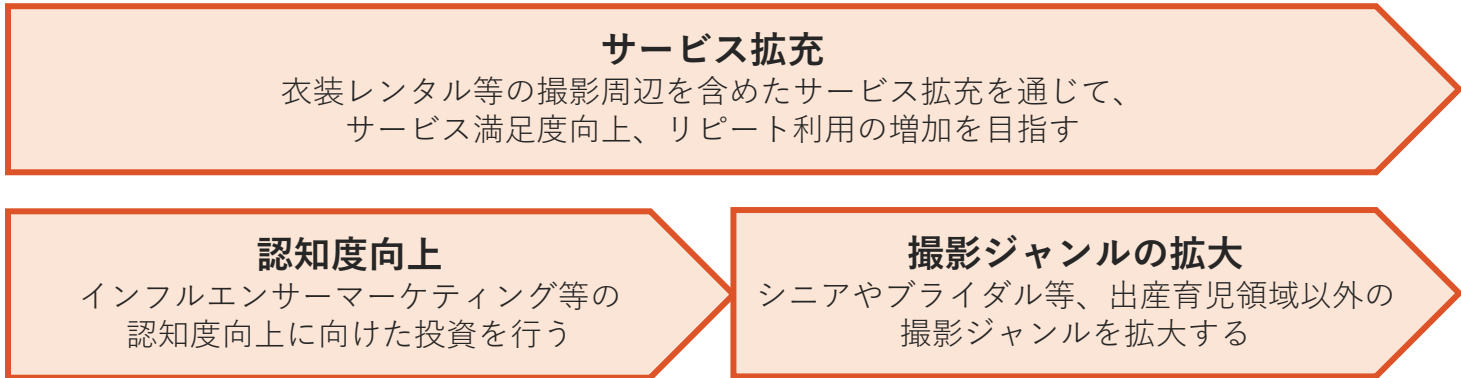 サービス拡充
衣装レンタル等の撮影周辺を含めたサービス拡充を通じて、
サービス満足度向上、リピート利用の増加を目指す
認知度向上
インフルエンサーマーケティング等の
認知度向上に向けた投資を行う
撮影ジャンルの拡大
シニアやブライダル等、出産育児領域以外の
撮影ジャンルを拡大する